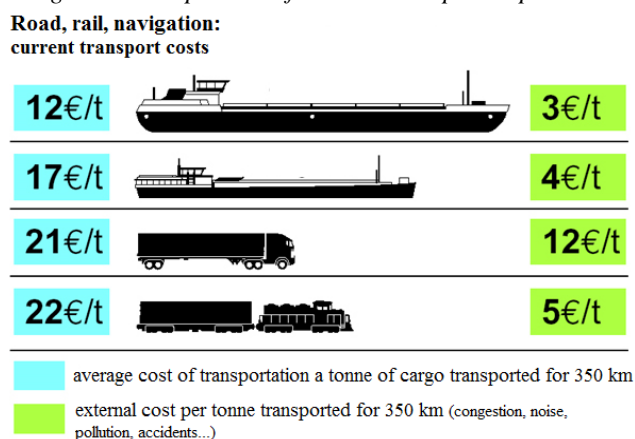 Road, rail, navigation:
current transport costs
12€/t 3€/t
17€/t 4€/t
21€/t 12€/t
22€/t 5€/t
average cost of transportation a tonne of cargo transported for 350 km
external cost per tonne transported for 350 km (congestion, noise,
pollution, accidents...)